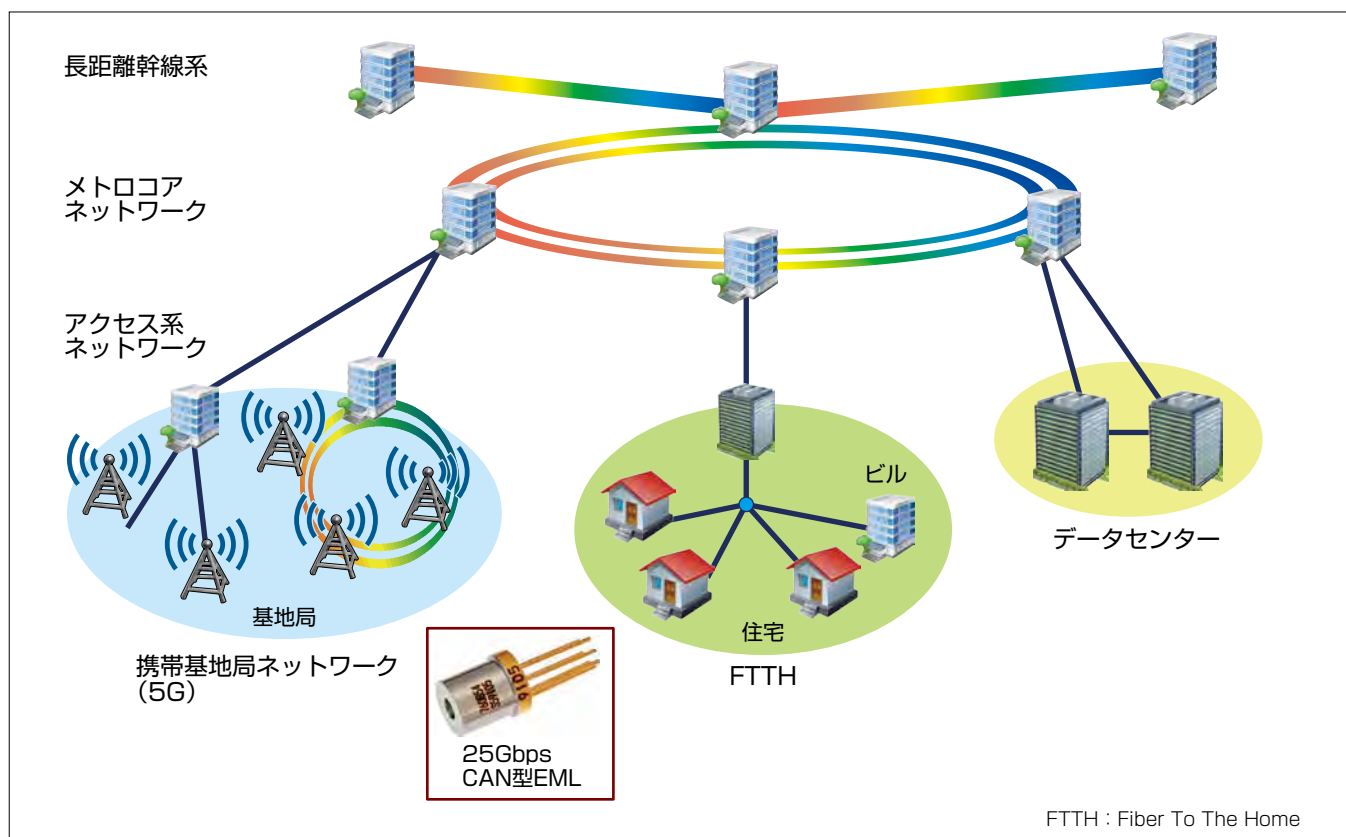 長距離幹線系
メトロコア
ネットワーク
アクセス系
ネットワーク
ビル
データセンター
基地局
住宅
携帯基地局ネットワーク
（5G）
FTTH
9105
25Gbps
CAN型EML
FTTH：Fiber To The Home